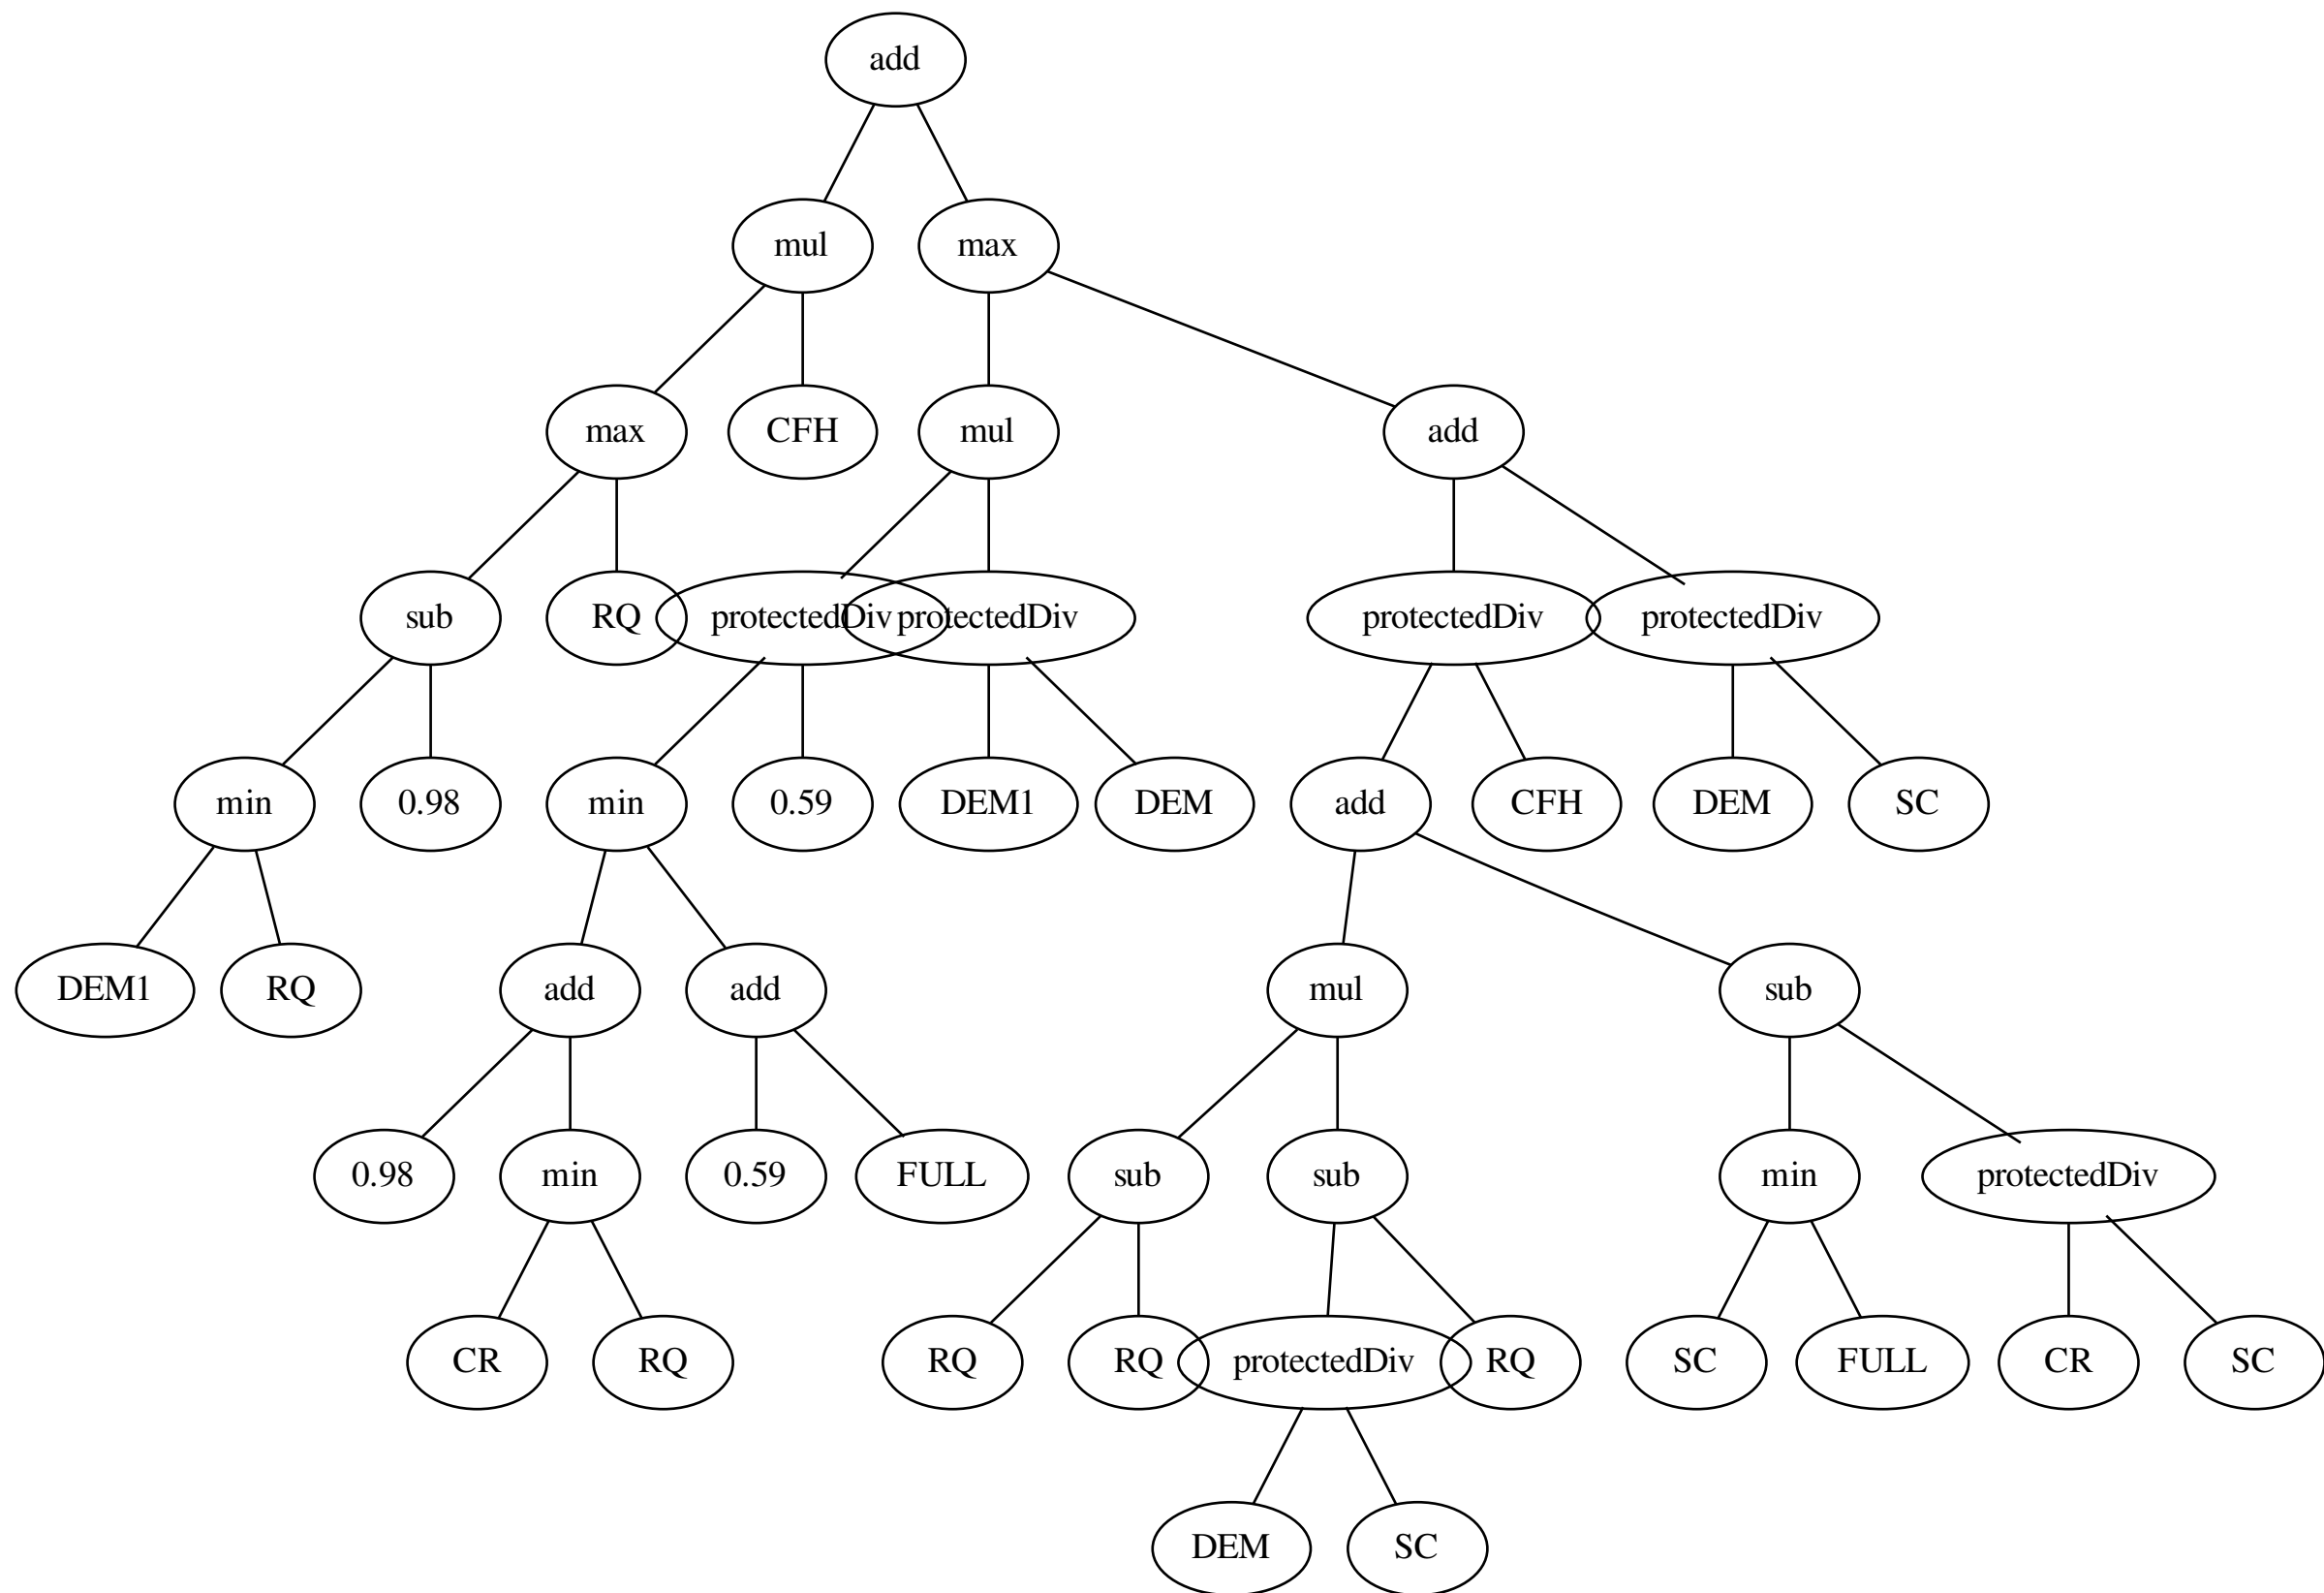 add
mul max
max CFH mul add
sub RQ protectedDiv protectedDiv protectedDiv protectedDiv
min 0.98 min 0.59 DEM1 DEM add CFH DEM SC
DEM1 RQ add add mul sub
0.98 min 0.59 FULL sub sub min protectedDiv
CR RQ RQ RQ protectedDiv RQ SC FULL CR SC
DEM SC